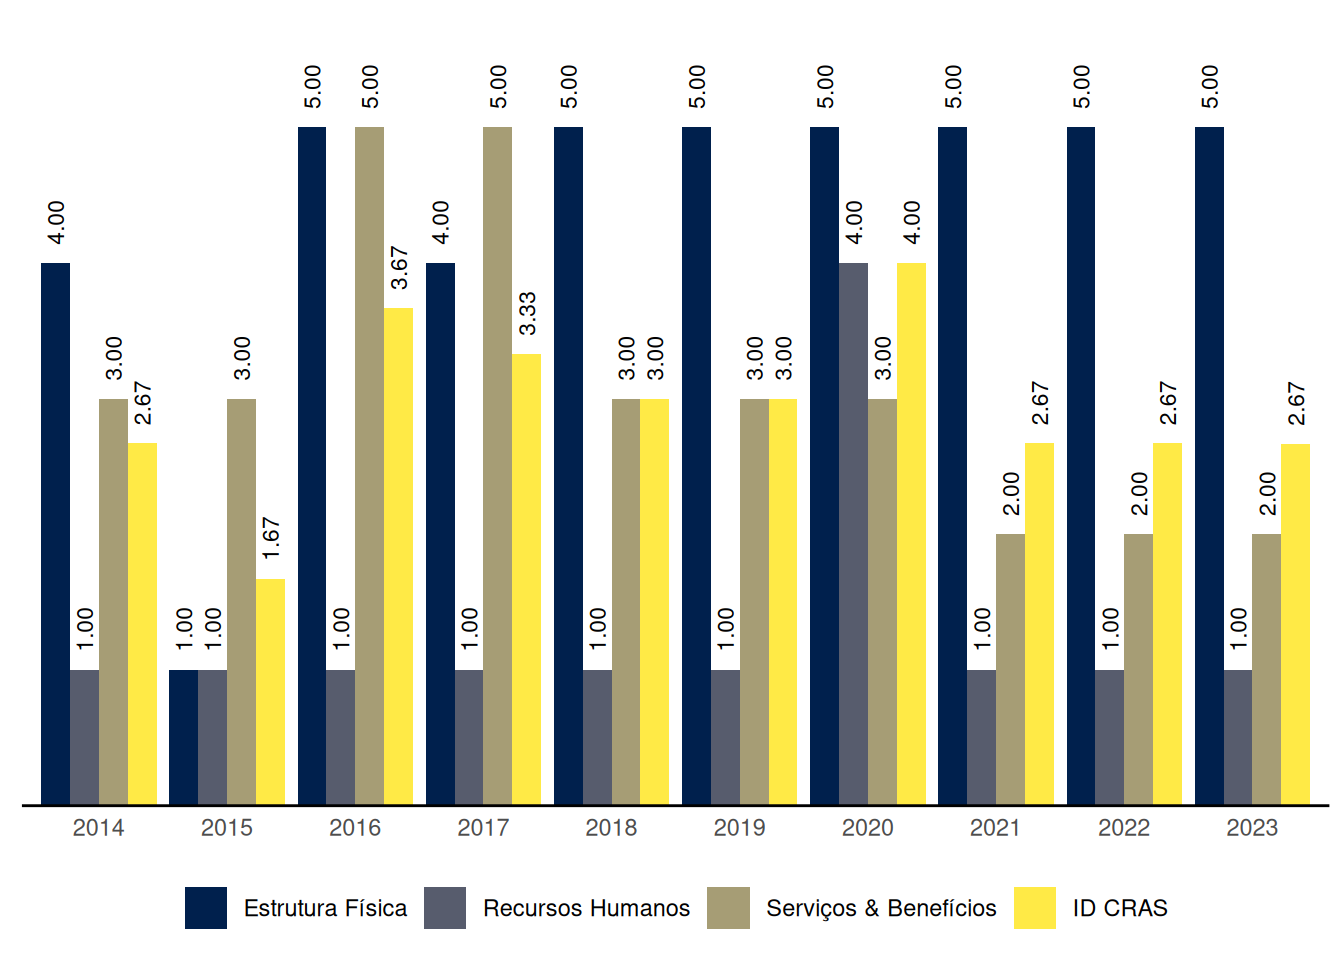 5.00 5.00 5.00 5.00 5.00 5.00 5.00 5.00 5.00
4.00 4.00 4.00 4.00
3.67
3.33
3.00 3.00 3.00 3.00 3.00 3.00 3.00
2.67 2.67 2.67 2.67
2.00 2.00 2.00
1.67
1.00 1.00 1.00 1.00 1.00 1.00 1.00 1.00 1.00 1.00
2014 2015 2016 2017 2018 2019 2020 2021 2022 2023
Estrutura Física Recursos Humanos Serviços & Benefícios ID CRAS